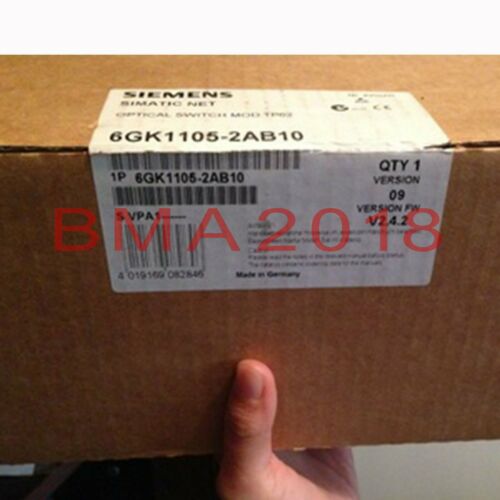 SIEMENS
SIMATIC NET
OPTICAL SWITCH MOD TP62
6GK1105-2AB10
1P 6GK1105-2AB10
QTY 1
VERSION
09
VERSION FW
V2.4.2
S VPA1
BMA2018
4 019169 082846
Made in Germany